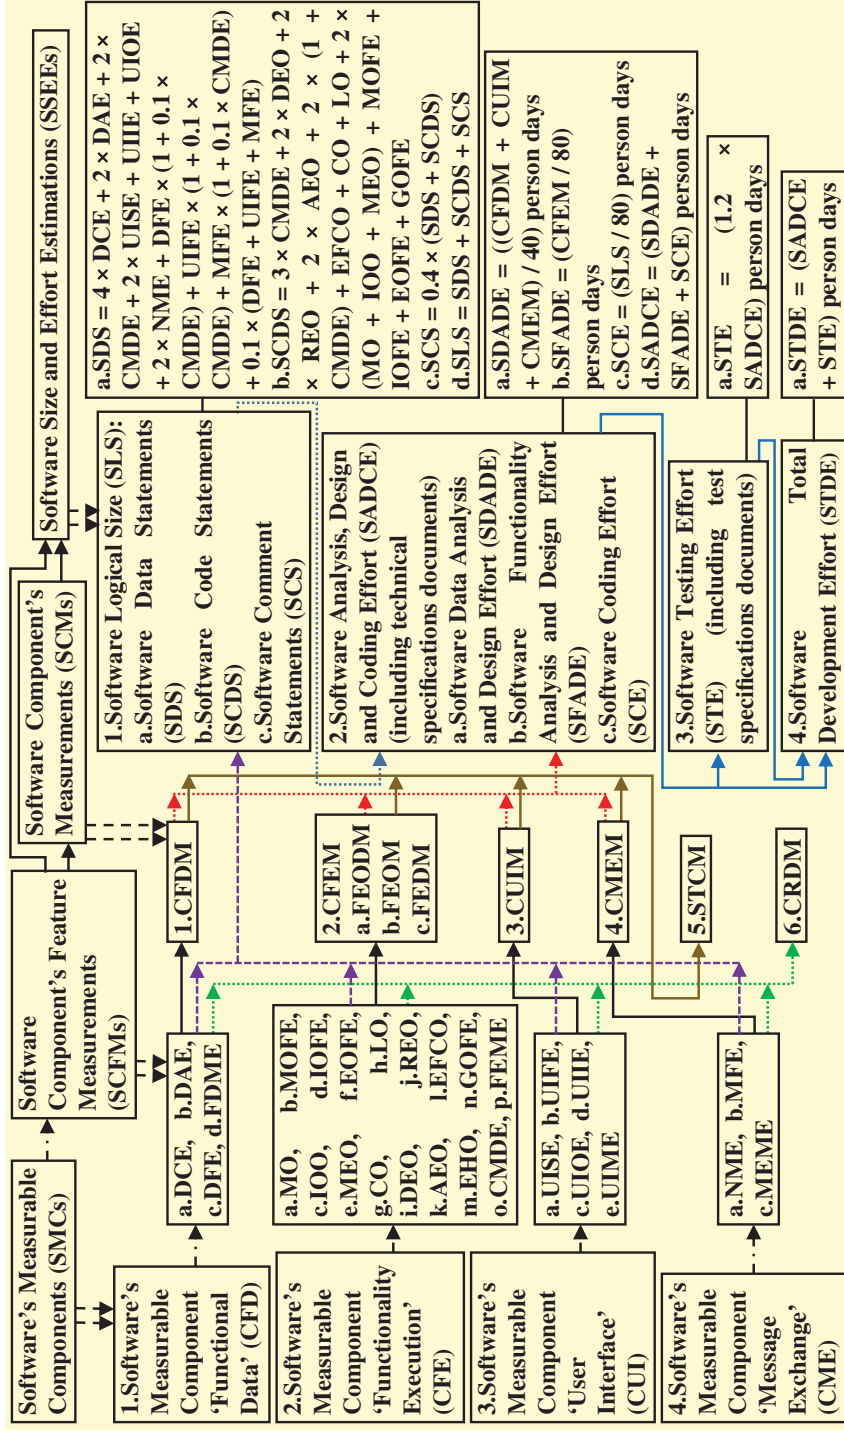 Software's Measurable
Components (SMCs)
Software
Component's Feature
Measurements
(SCFMs)
Software Component's
Measurements (SCMs)
Software Size and Effort Estimations (SSEEs)
1.Software's
Measurable
Component
‘Functional
Data’ (CFD)
a.DCE, b.DAE,
c.DFE, d.FDME
1.CFDM
1.Software Logical Size (SLS):
a.Software Data Statements
(SDS)
b.Software Code Statements
(SCDS)
c.Software Comment
Statements (SCS)
a.SDS = 4 × DCE + 2 × DAE + 2 ×
CMDE + 2 × UISE + UIIE + UIOE
+ 2 × NME + DFE × (1 + 0.1 ×
CMDE) + UIFE × (1 + 0.1 ×
CMDE) + MFE × (1 + 0.1 × CMDE)
+ 0.1 × (DFE + UIFE + MFE)
b.SCDS = 3 × CMDE + 2 × DEO + 2
× REO + 2 × AEO + 2 × (1 +
CMDE) + EFCO + CO + LO + 2 ×
(MO + IOO + MEO) + MOFE +
IOFE + EOFE + GOFE
c.SCS = 0.4 × (SDS + SCDS)
d.SLS = SDS + SCDS + SCS
2.Software's
Measurable
Component
‘Functionality
Execution’
(CFE)
a.MO, b.MOFE,
c.IOO, d.IOFE,
e.MEO, f.EOFE,
g.CO, h.LO,
i.DEO, j.REO,
k.AEO, l.EFCO,
m.EHO, n.GOFE,
o.CMDE, p.FEME
2.CFEM
a.FEODM
b.FEOM
c.FEDM
2.Software Analysis, Design
and Coding Effort (SADCE)
(including technical
specifications documents)
a.Software Data Analysis
and Design Effort (SDADE)
b.Software Functionality
Analysis and Design Effort
(SFADE)
c.Software Coding Effort
(SCE)
a.SDADE = ((CFDM + CUIM
+ CMEM) / 40) person days
b.SFADE = (CFEM / 80)
person days
c.SCE = (SLS / 80) person days
d.SADCE = (SDADE +
SFADE + SCE) person days
3.Software's
Measurable
Component
‘User
Interface’
(CUI)
a.UISE, b.UIFE,
c.UIOE, d.UIIE,
e.UIME
3.CUIM
4.Software's
Measurable
Component
‘Message
Exchange’
(CME)
a.NME, b.MFE,
c.MEME
4.CMEM
5.STCM
6.CRDM
3.Software Testing Effort
(STE) (including test
specifications documents)
a.STE = (1.2 ×
SADCE) person days
4.Software Total
Development Effort (STDE)
a.STDE = (SADCE
+ STE) person days